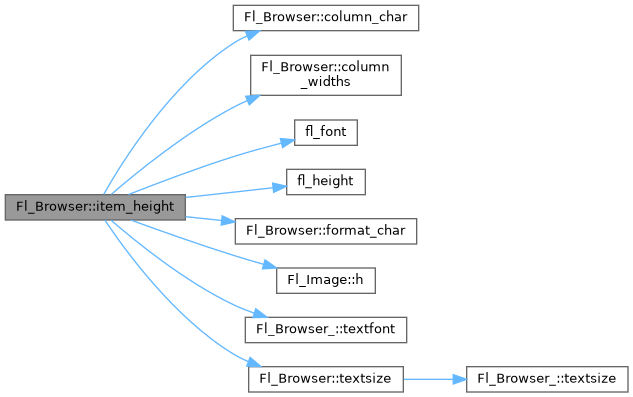 Fl_Browser::column_char
Fl_Browser::column
_widths
fl_font
fl_height
Fl_Browser::item_height
Fl_Browser::format_char
Fl_Image::h
Fl_Browser_::textfont
Fl_Browser::textsize
Fl_Browser_::textsize